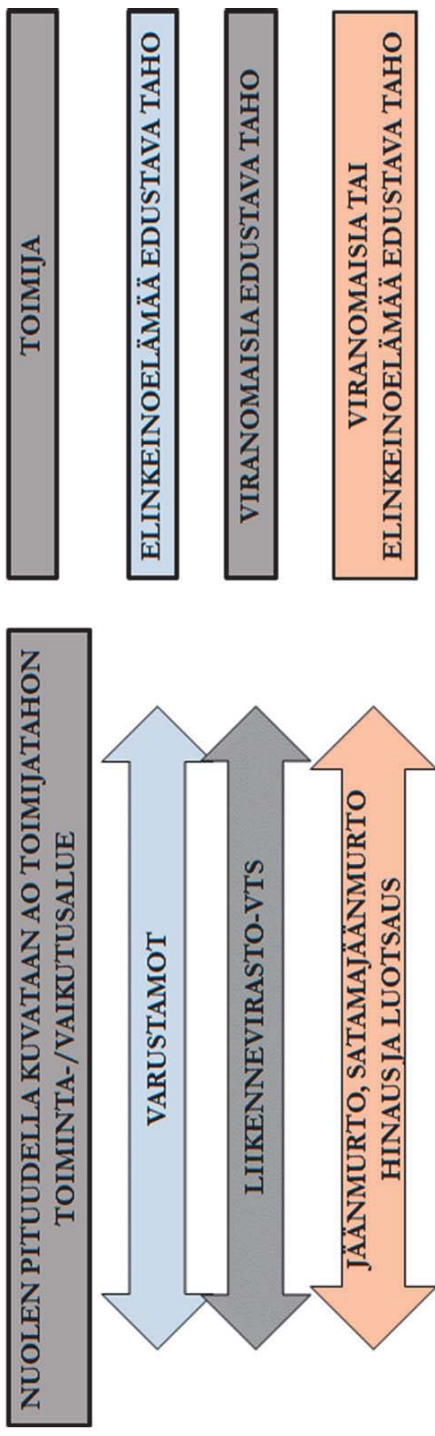 TOIMIJA
ELINKEINOELÄMÄÄ EDUSTAVA TAHO
VIRANOMAISIA EDUSTAVA TAHO
VIRANOMAISIA TAI
ELINKEINOELÄMÄÄ EDUSTAVA TAHO
NUOLEN PITUUDELLA KUVATAAN AO TOIMIJATAHON
TOIMINTA-/VAIKUTUSALUE
VARUSTAMOT
LIIKENNEVIRASTO-VTS
JÄÄNMURTO, SATAMAJÄÄNMURTO
HINAUS JA LUOTSAUS